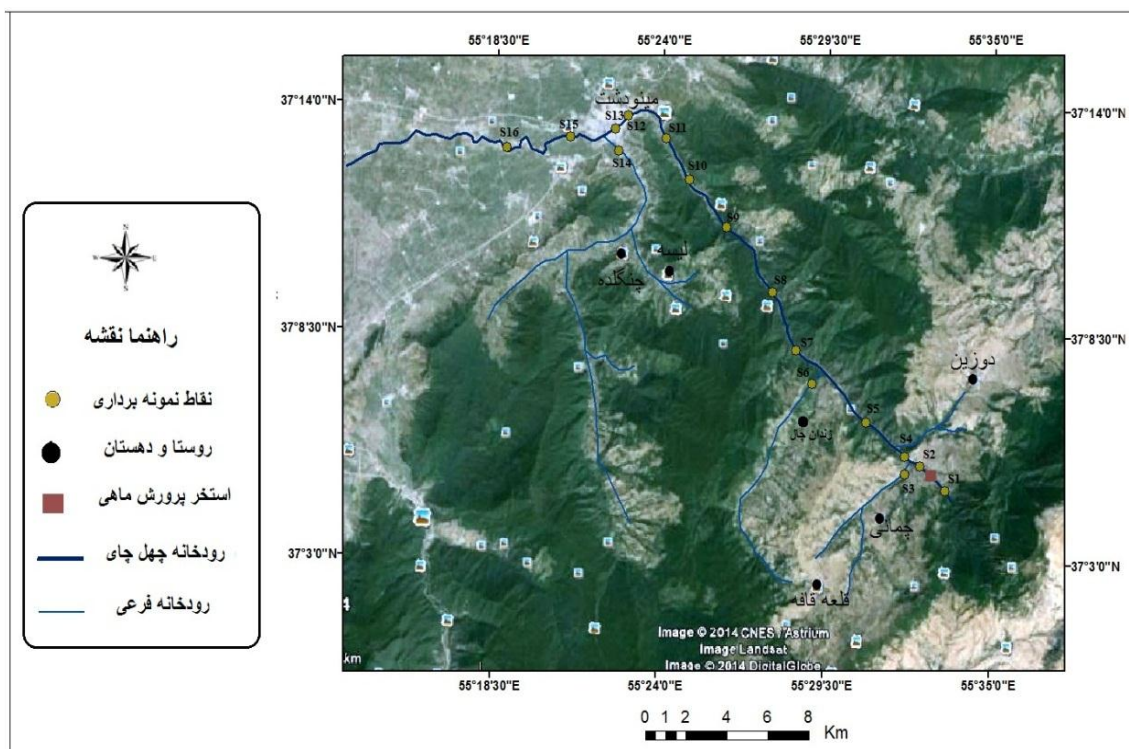 55°18'30"E 55°24'0"E 55°29'30"E 55°35'0"E
37°14'0"N 37°14'0"N
مینودشت
S13
S12
S11
S15
S16
S14
S10
S9
لیسه
چنگلده
S8
37°8'30"N 37°8'30"N
S7
دوزین
S6
زندان چال
S5
S4
S2
S3
S1
چمانی
37°3'0"N 37°3'0"N
قلعه قافه
Image © 2014 CNES / Astrium
Image Landsat
Image © 2014 DigitalGlobe
km
55°18'30"E 55°24'0"E 55°29'30"E 55°35'0"E
0 1 2 4 6 8
Km
N
راهنما نقشه
نقاط نمونه برداری
روستا و دهستان
استخر پرورش ماهی
رودخانه چهل چای
رودخانه فرعی